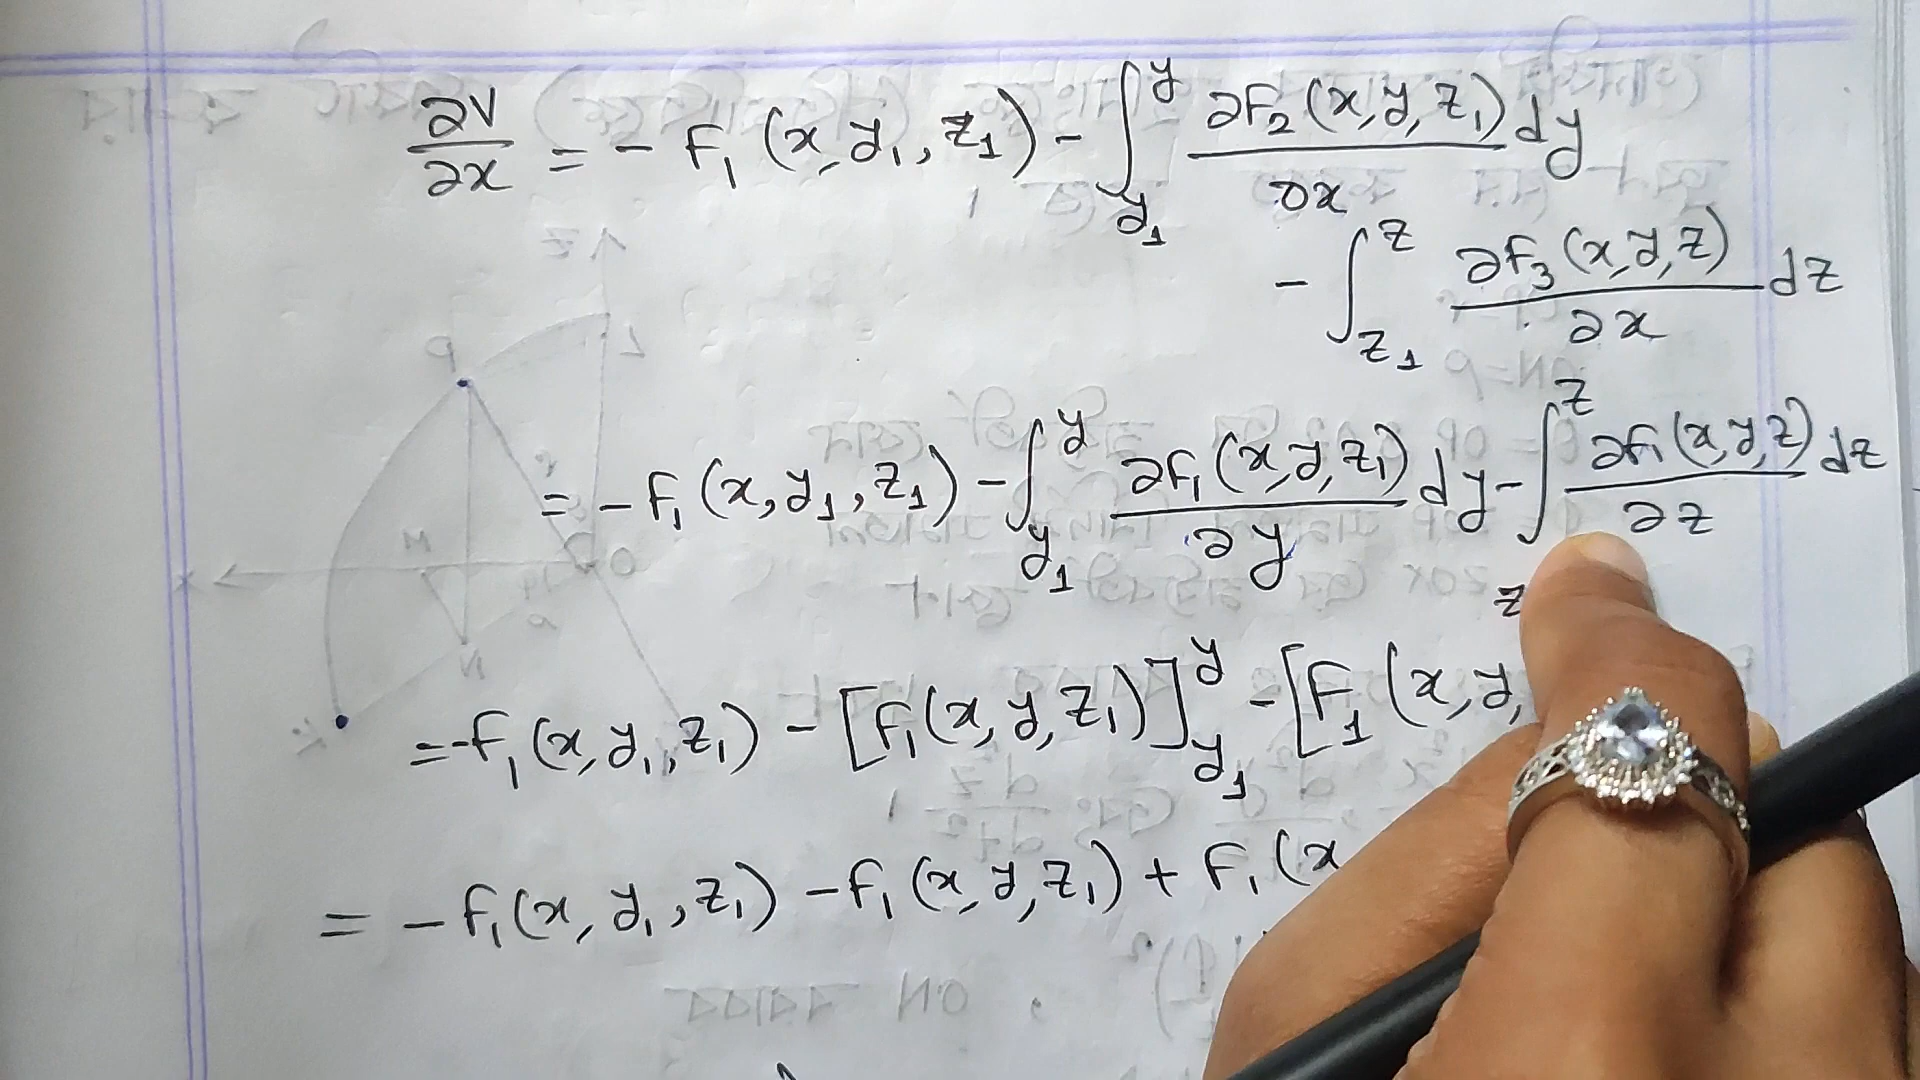 ∂V/∂x = - F₁ (x, y₁, z₁) - ∫_{y₁}^{y} ∂F₂(x,y,z₁)/∂x dy
- ∫_{z₁}^{z} ∂F₃(x,y,z)/∂x dz
= - F₁ (x, y₁, z₁) - ∫_{y₁}^{y} ∂F₁(x,y,z₁)/∂y dy - ∫_{z}^{z} ∂F₁(x,y,z)/∂z dz
= -F₁ (x, y₁, z₁) - [F₁(x, y, z₁)]_{y₁}^{y} - [F₁ (x, y,
= - F₁(x, y₁, z₁) - F₁ (x, y, z₁) + F₁ (x